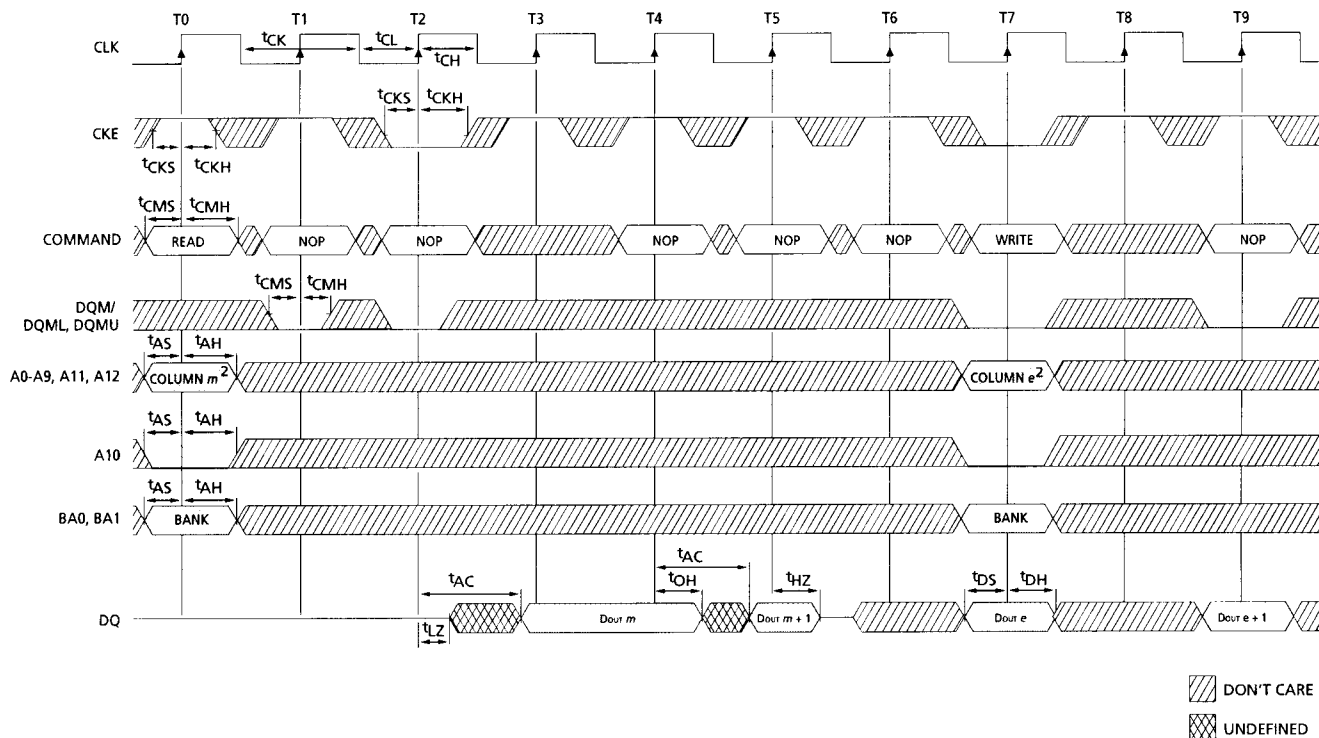 T0 T1 T2 T3 T4 T5 T6 T7 T8 T9
CLK tCK tCL tCH
tCKS tCKH
CKE
tCKS tCKH
tCMS tCMH
COMMAND READ NOP NOP NOP NOP NOP WRITE NOP
tCMS tCMH
DQM/
DQML, DQMU
tAS tAH
A0-A9, A11, A12 COLUMN m2 COLUMN e2
tAS tAH
A10
tAS tAH
BA0, BA1 BANK BANK
tAC tAC tOH tHZ tDS tDH
DQ DOUT m DOUT m + 1 DOUT e DOUT e + 1
tLZ
DON'T CARE
UNDEFINED